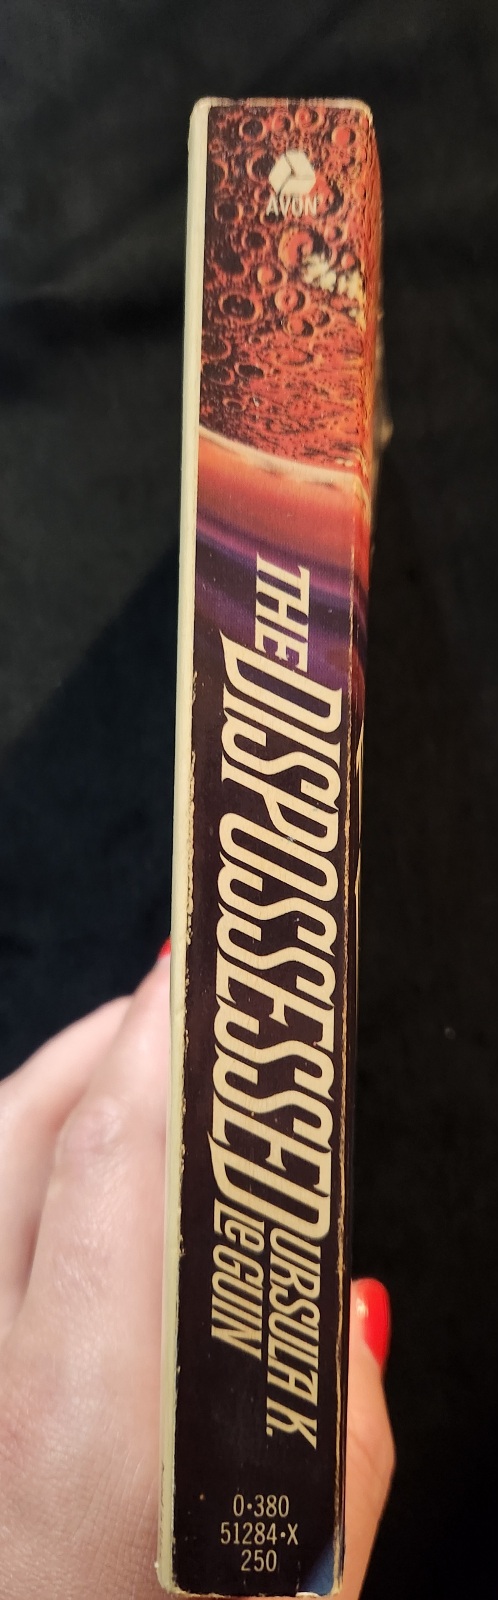 AVON
THE
DISPOSSESSED
URSULA K.
Le GUIN
0•380
51284•X
250